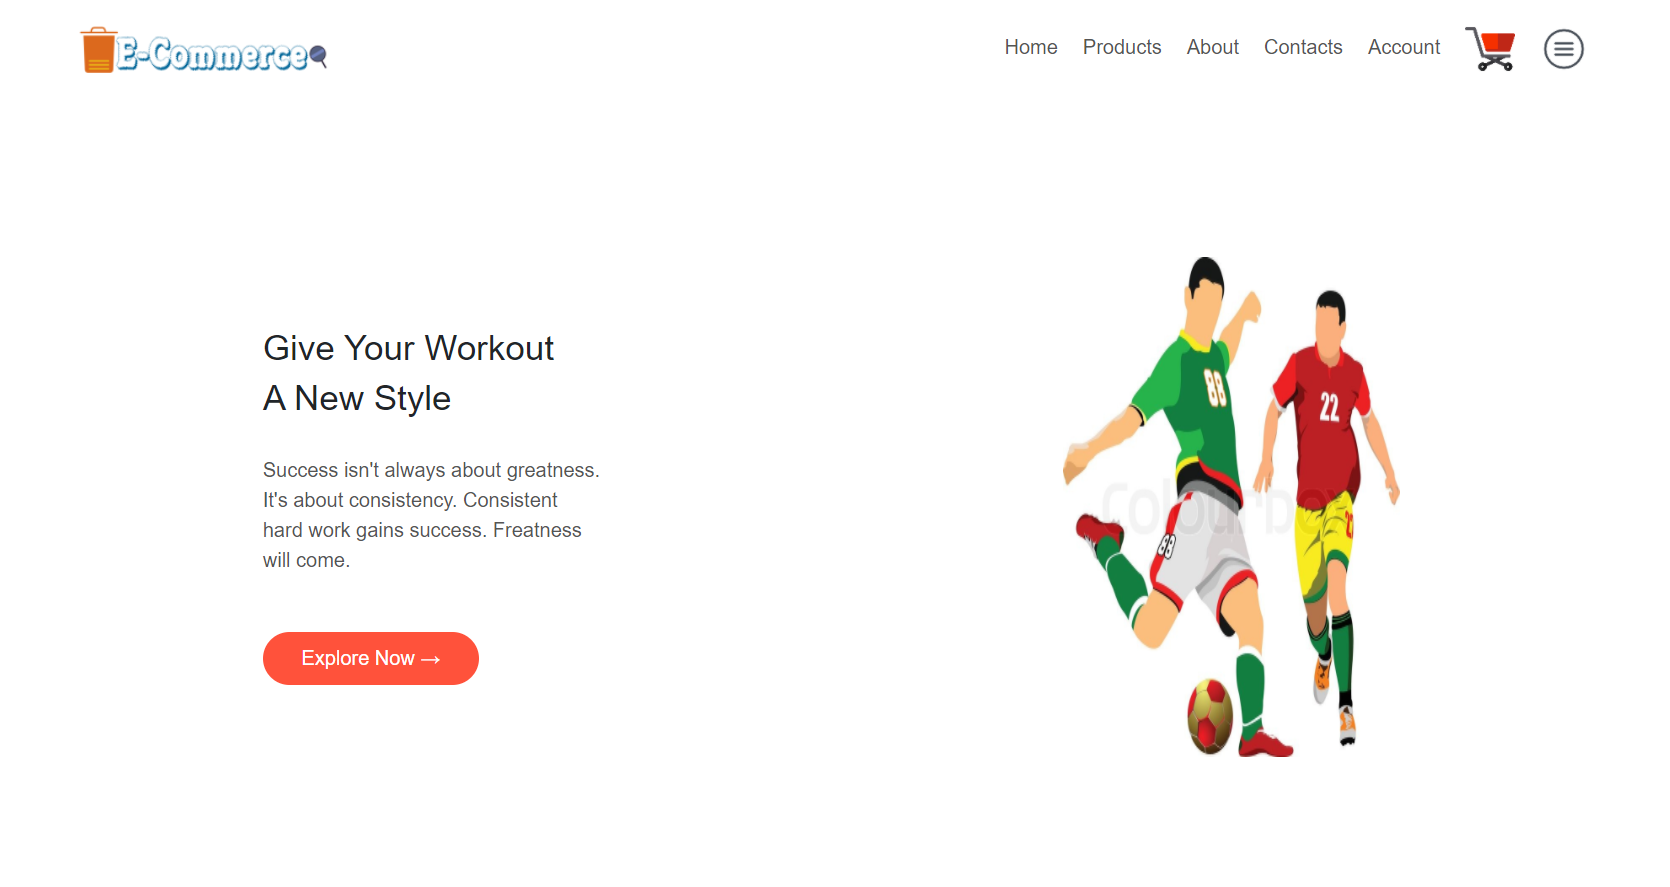 E-Commerce
Home Products About Contacts Account
Give Your Workout
A New Style
Success isn't always about greatness.
It's about consistency. Consistent
hard work gains success. Freatness
will come.
Explore Now →
88
22
Colourbox
22
88